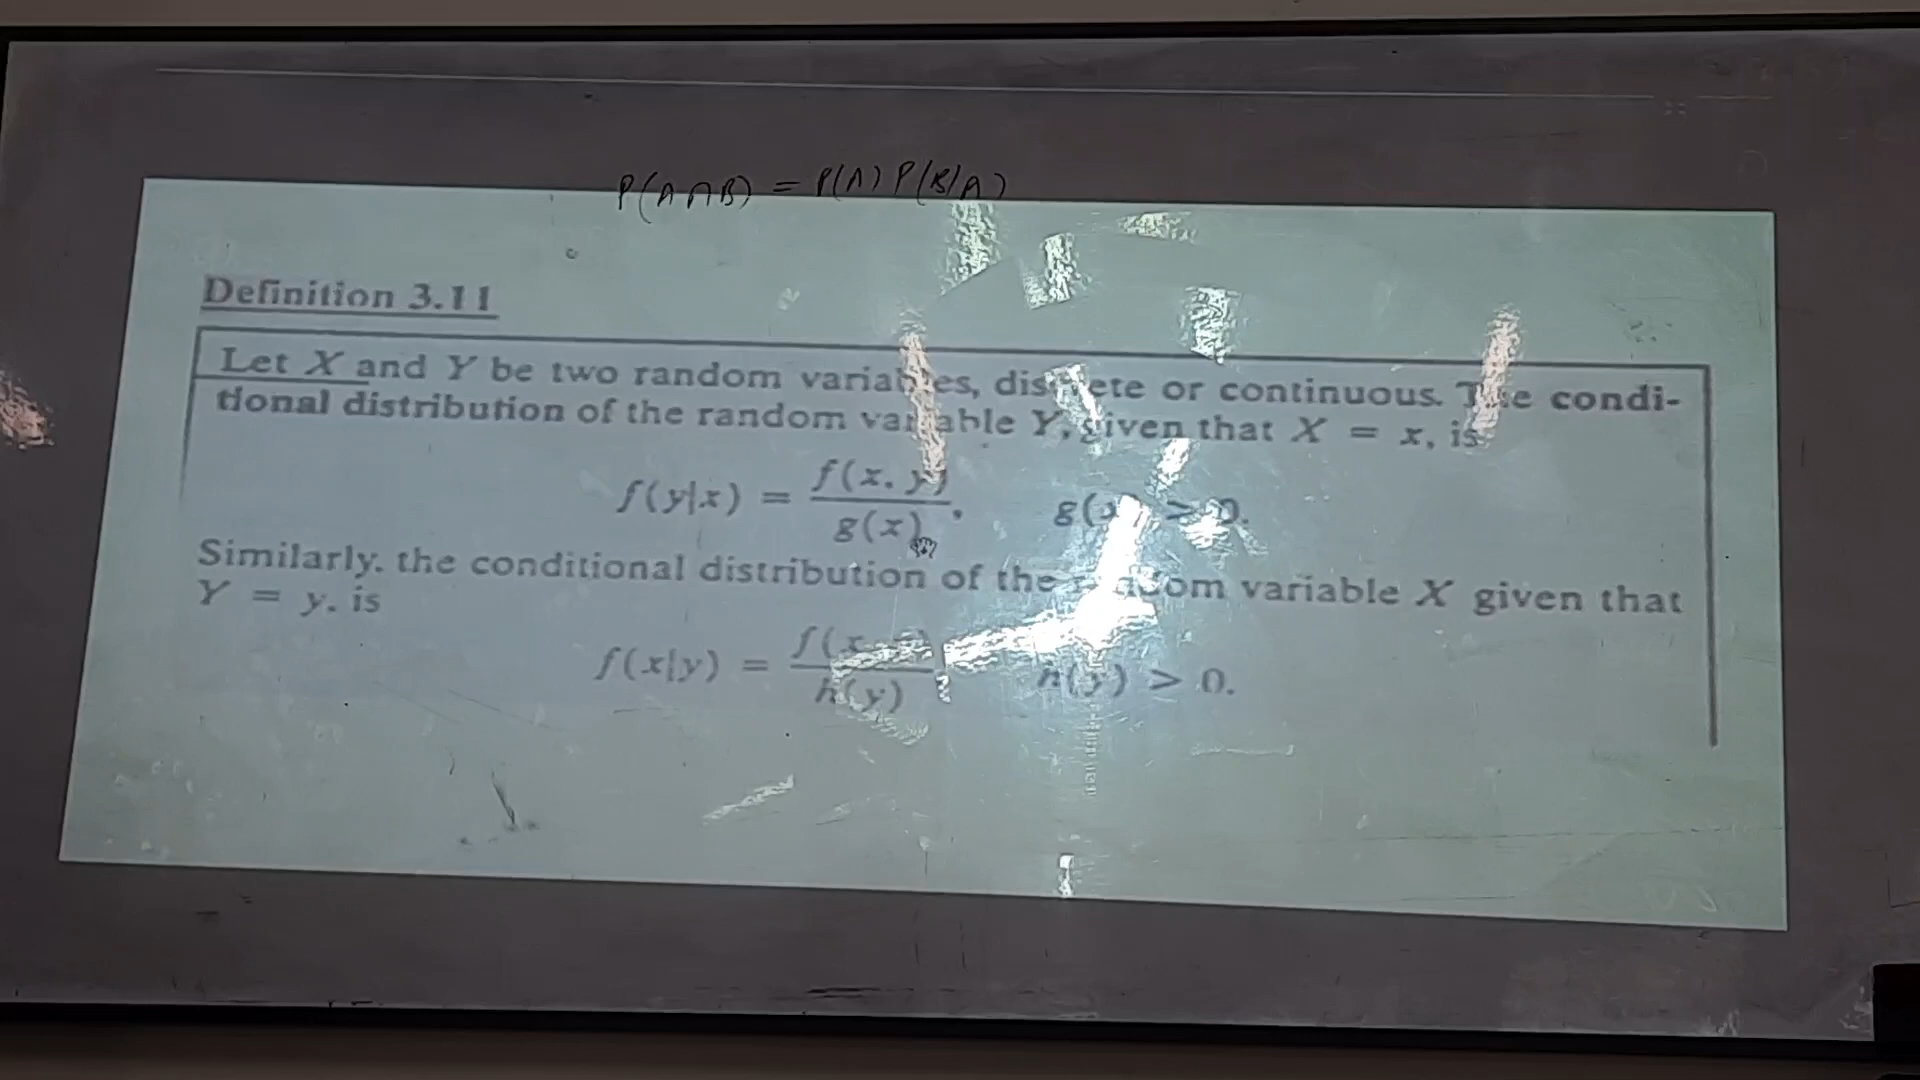 P(A∩B) = P(A) P(B/A)
Definition 3.11
Let X and Y be two random variables, discrete or continuous. The condi-
tional distribution of the random variable Y, given that X = x, is
f(y|x) = f(x, y) / g(x), g(x) > 0.
Similarly, the conditional distribution of the random variable X given that
Y = y, is
f(x|y) = f(x, / h(y) h(y) > 0.